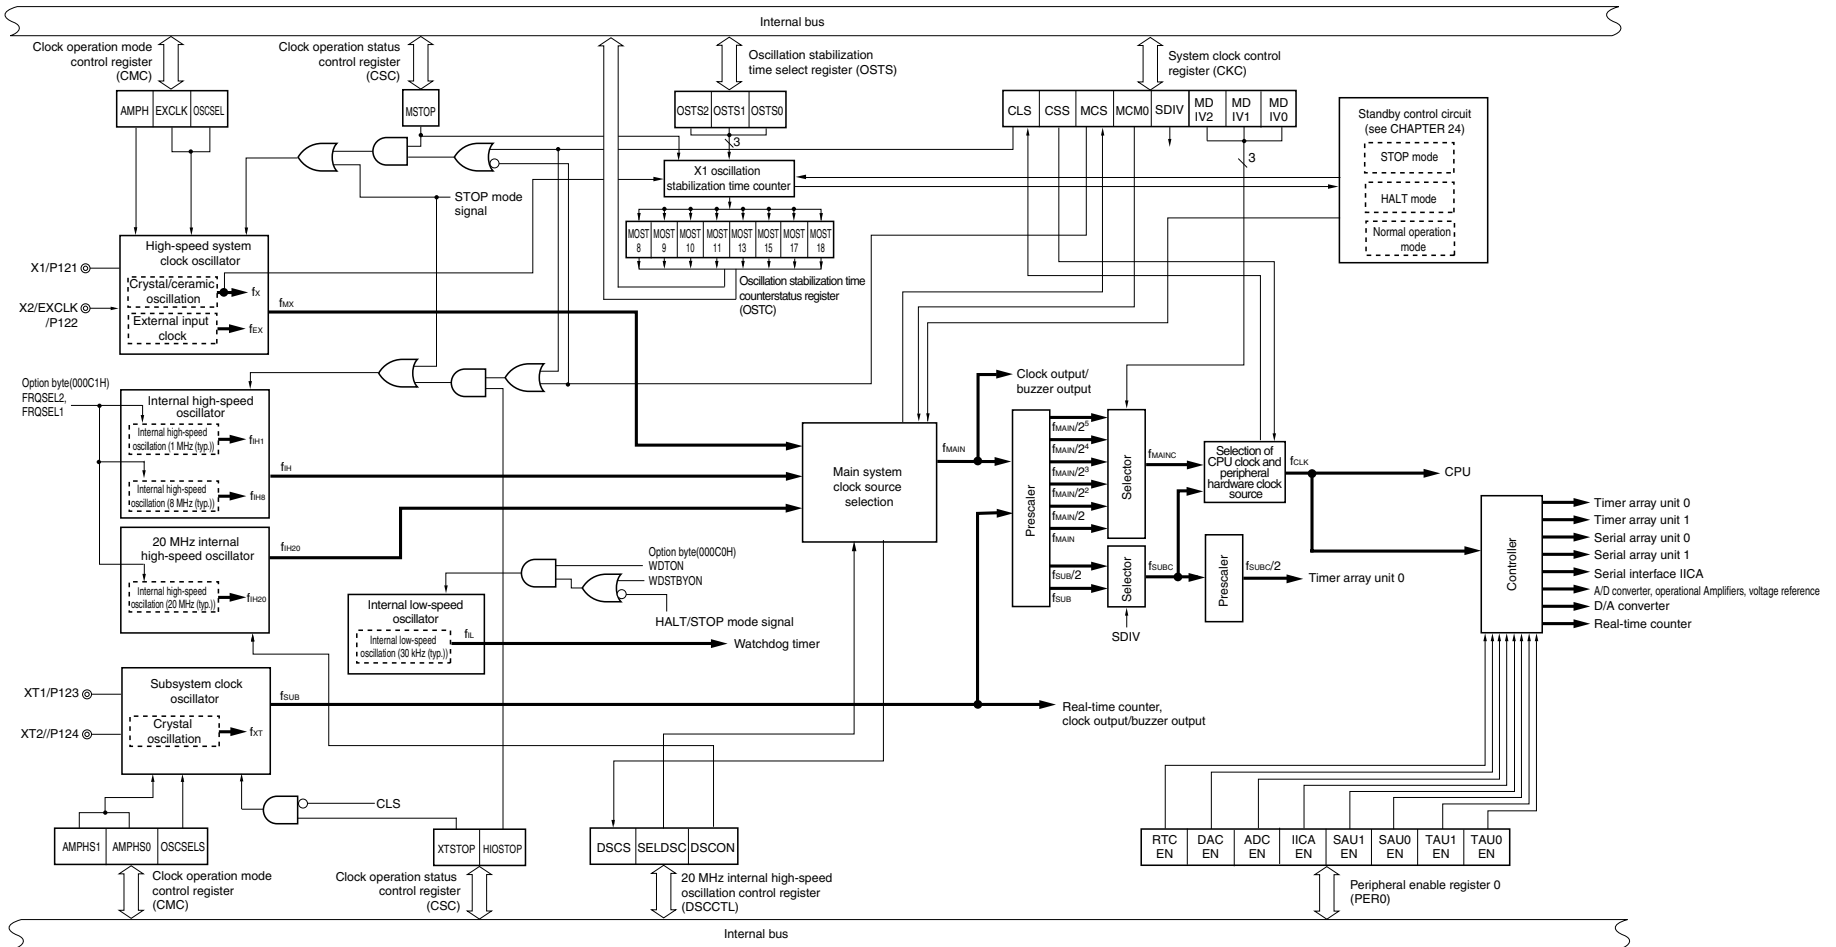 Internal bus
Clock operation mode
control register
(CMC)
Clock operation status
control register
(CSC)
Oscillation stabilization
time select register (OSTS)
System clock control
register (CKC)
AMPH EXCLK OSCSEL
MSTOP
OSTS2 OSTS1 OSTS0
CLS CSS MCS MCM0 SDIV MD IV2 MD IV1 MD IV0
3
3
Standby control circuit
(see CHAPTER 24)
STOP mode
HALT mode
Normal operation
mode
X1 oscillation
stabilization time counter
STOP mode
signal
MOST MOST MOST MOST MOST MOST MOST MOST
8 9 10 11 13 15 17 18
Oscillation stabilization time
counterstatus register
(OSTC)
High-speed system
clock oscillator
X1/P121
Crystal/ceramic
oscillation
fX
X2/EXCLK
/P122
External input
clock
fEX
fMX
Option byte(000C1H)
FRQSEL2,
FRQSEL1
Internal high-speed
oscillator
Internal high-speed
oscillation (1 MHz (typ.))
fIH1
Internal high-speed
oscillation (8 MHz (typ.))
fIH8
fIH
20 MHz internal
high-speed oscillator
Internal high-speed
oscillation (20 MHz (typ.))
fIH20
fIH20
Main system
clock source
selection
fMAIN
Clock output/
buzzer output
Prescaler
fMAIN/2⁵
fMAIN/2⁴
fMAIN/2³
fMAIN/2²
fMAIN/2
fMAIN
fSUB/2
fSUB
Selector
fMAINC
Selector
fSUBC
SDIV
Selection of
CPU clock and
peripheral
hardware clock
source
fCLK
CPU
Prescaler
fSUBC/2
Timer array unit 0
Controller
Timer array unit 0
Timer array unit 1
Serial array unit 0
Serial array unit 1
Serial interface IICA
A/D converter, operational Amplifiers, voltage reference
D/A converter
Real-time counter
Option byte(000C0H)
WDTON
WDSTBYON
HALT/STOP mode signal
Internal low-speed
oscillator
Internal low-speed
oscillation (30 kHz (typ.))
fIL
Watchdog timer
Subsystem clock
oscillator
XT1/P123
Crystal
oscillation
fXT
XT2//P124
fSUB
Real-time counter,
clock output/buzzer output
CLS
AMPHS1 AMPHS0 OSCSELS
XTSTOP HIOSTOP
DSCS SELDSC DSCON
RTC EN DAC EN ADC EN IICA EN SAU1 EN SAU0 EN TAU1 EN TAU0 EN
Clock operation mode
control register
(CMC)
Clock operation status
control register
(CSC)
20 MHz internal high-speed
oscillation control register
(DSCCTL)
Peripheral enable register 0
(PER0)
Internal bus